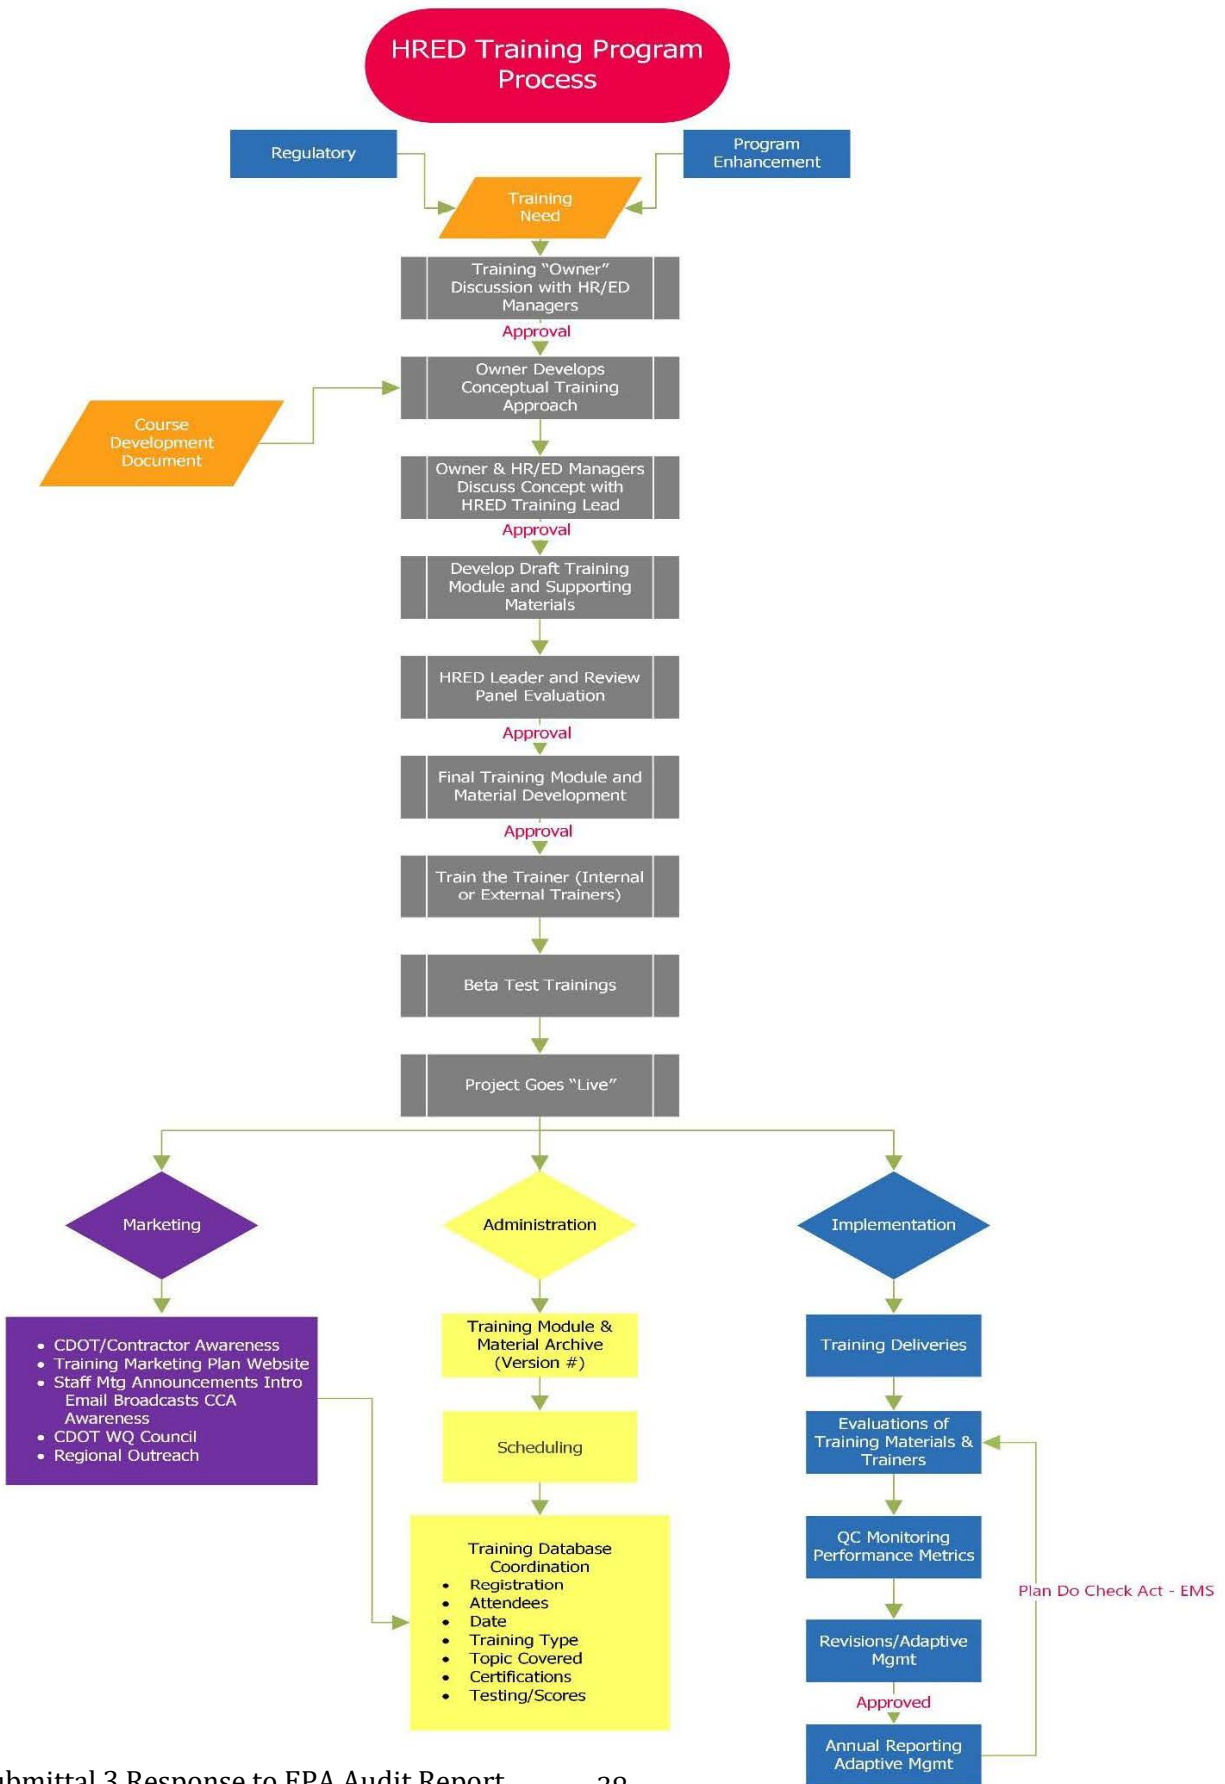 HRED Training Program
Process
Regulatory
Program
Enhancement
Training
Need
Training “Owner”
Discussion with HR/ED
Managers
Approval
Owner Develops
Conceptual Training
Approach
Course
Development
Document
Owner & HR/ED Managers
Discuss Concept with
HRED Training Lead
Approval
Develop Draft Training
Module and Supporting
Materials
HRED Leader and Review
Panel Evaluation
Approval
Final Training Module and
Material Development
Approval
Train the Trainer (Internal
or External Trainers)
Beta Test Trainings
Project Goes “Live”
Marketing
Administration
Implementation
• CDOT/Contractor Awareness
• Training Marketing Plan Website
• Staff Mtg Announcements Intro
Email Broadcasts CCA
Awareness
• CDOT WQ Council
• Regional Outreach
Training Module &
Material Archive
(Version #)
Scheduling
Training Database
Coordination
• Registration
• Attendees
• Date
• Training Type
• Topic Covered
• Certifications
• Testing/Scores
Training Deliveries
Evaluations of
Training Materials &
Trainers
QC Monitoring
Performance Metrics
Plan Do Check Act - EMS
Revisions/Adaptive
Mgmt
Approved
Annual Reporting
Adaptive Mgmt
3 Response to EPA Audit Report